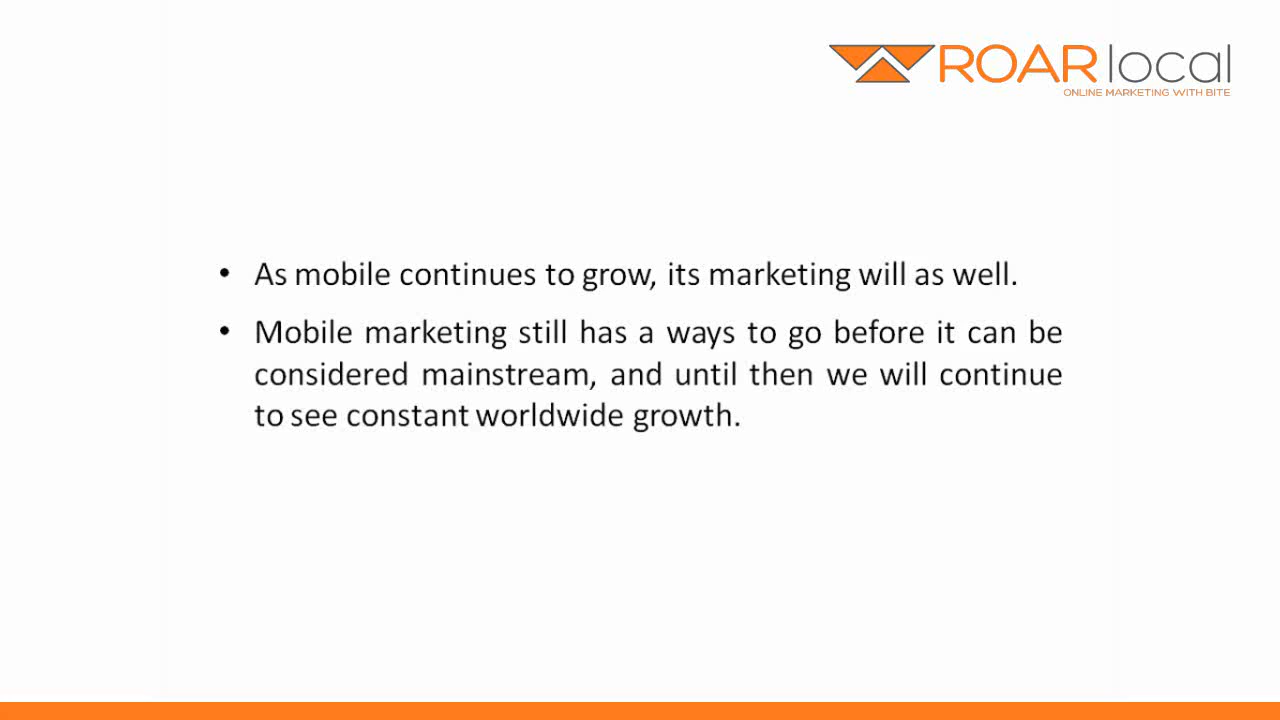 ROAR local
ONLINE MARKETING WITH BITE
• As mobile continues to grow, its marketing will as well.
• Mobile marketing still has a ways to go before it can be
considered mainstream, and until then we will continue
to see constant worldwide growth.